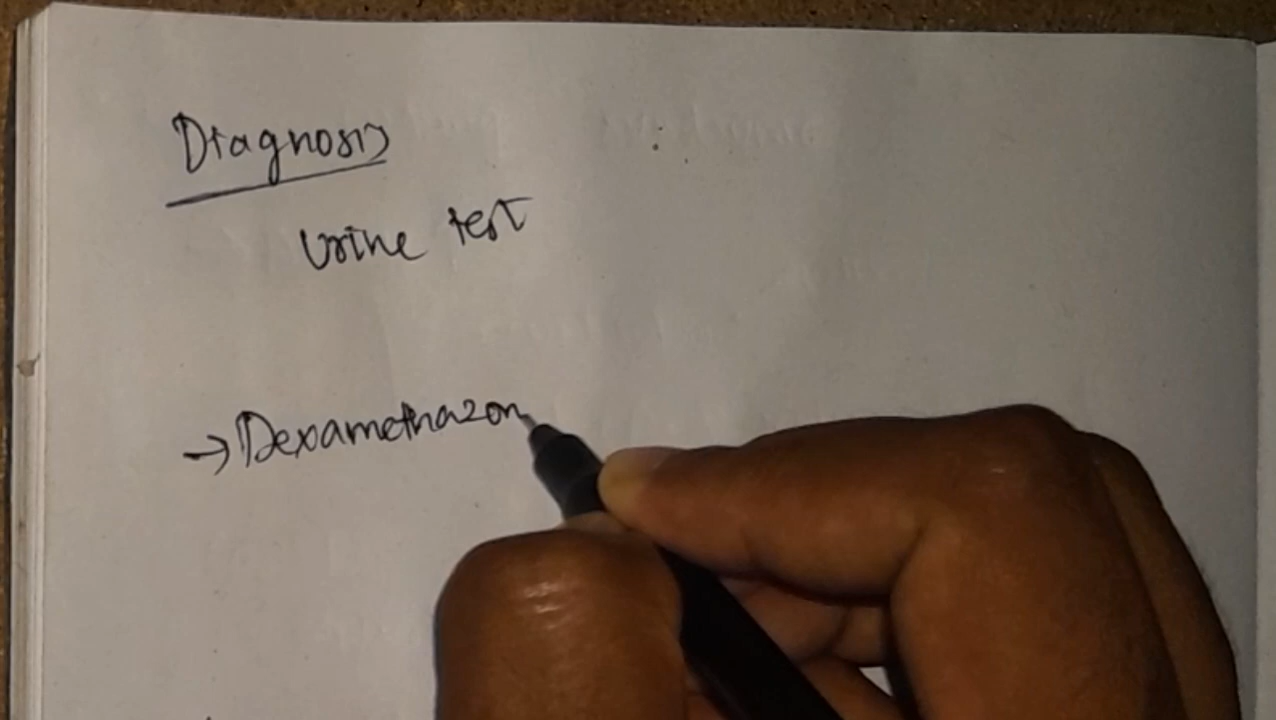 Diagnosis
Urine test
→ Dexamethazon